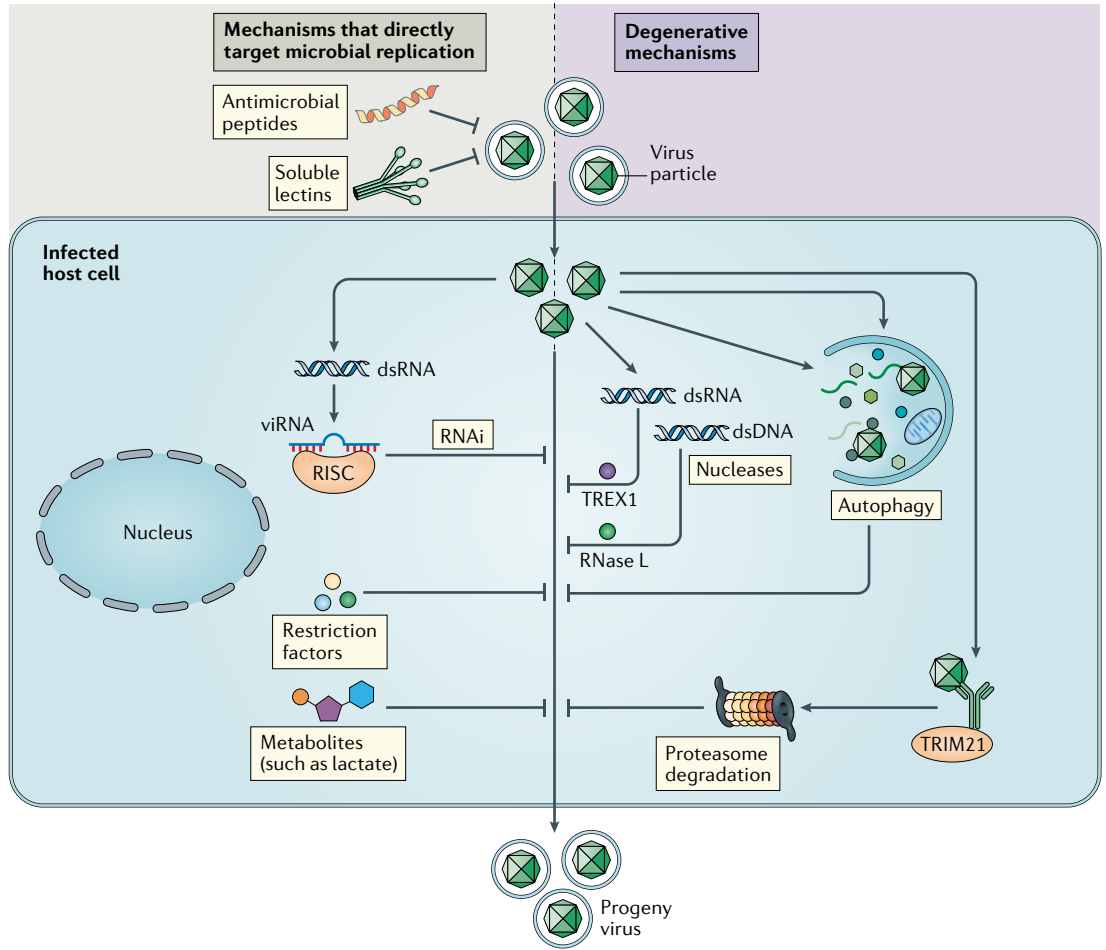 Mechanisms that directly
target microbial replication
Degenerative
mechanisms
Antimicrobial
peptides
Soluble
lectins
Virus
particle
Infected
host cell
dsRNA
viRNA
RISC
RNAi
dsRNA
dsDNA
Nucleases
TREX1
RNase L
Autophagy
Nucleus
Restriction
factors
Metabolites
(such as lactate)
Proteasome
degradation
TRIM21
Progeny
virus